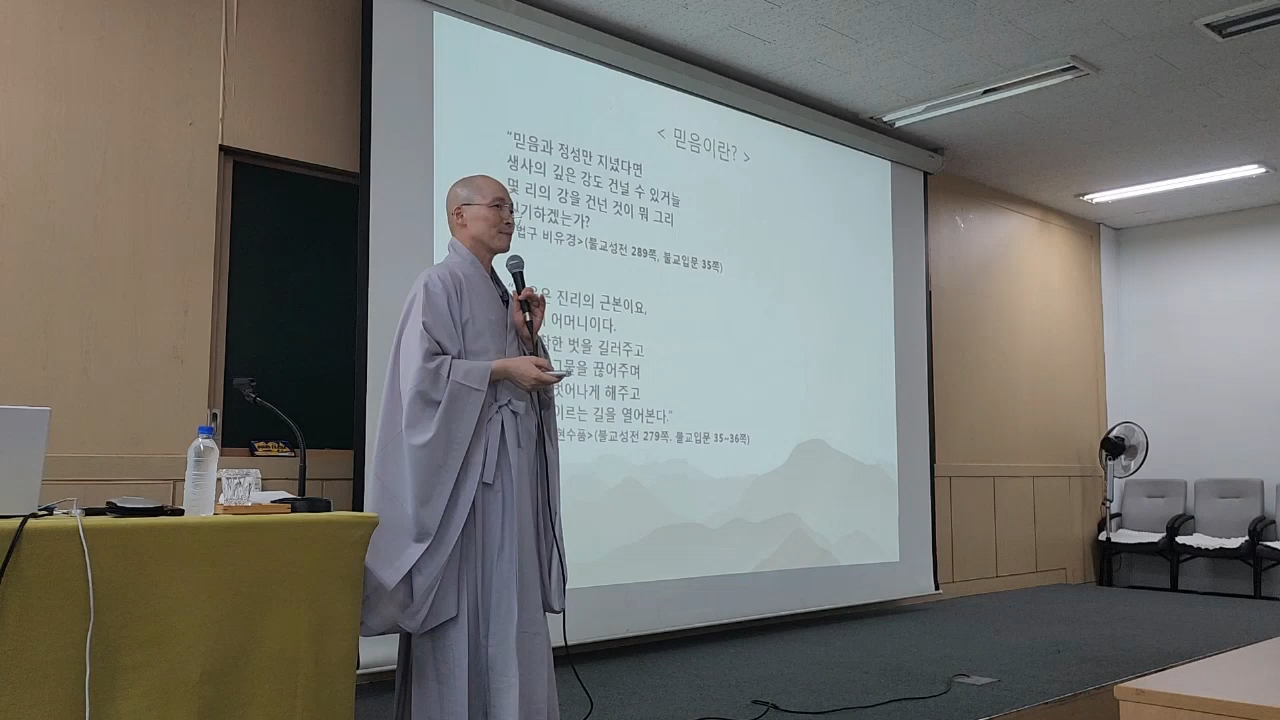 < 믿음이란? >
"믿음과 정성만 지녔다면
생사의 깊은 강도 건널 수 있거늘
몇 리의 강을 건넌 것이 뭐 그리
기하겠는가?
법구 비유경>(불교성전 289쪽, 불교입문 35쪽)
은 진리의 근본이요,
어머니이다.
한 벗을 길러주고
그물을 끊어주며
벗어나게 해주고
이르는 길을 열어본다."
현수품>(불교성전 279쪽, 불교입문 35~36쪽)